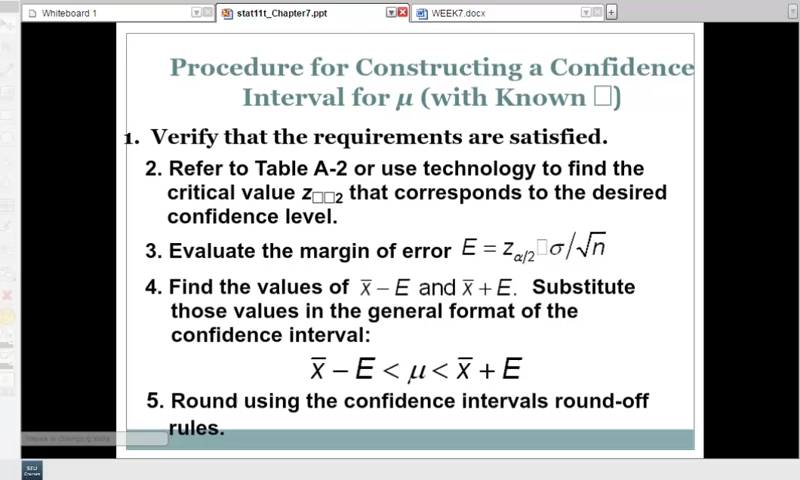 Whiteboard 1
stat11t_Chapter7.ppt
WEEK7.docx
Procedure for Constructing a Confidence
Interval for μ (with Known □)
1. Verify that the requirements are satisfied.
2. Refer to Table A-2 or use technology to find the
critical value z□□2 that corresponds to the desired
confidence level.
3. Evaluate the margin of error E = zα/2 □ σ/√n
4. Find the values of x̅ − E and x̅ + E. Substitute
those values in the general format of the
confidence interval:
x̅ − E < μ < x̅ + E
5. Round using the confidence intervals round-off
rules.
SEU